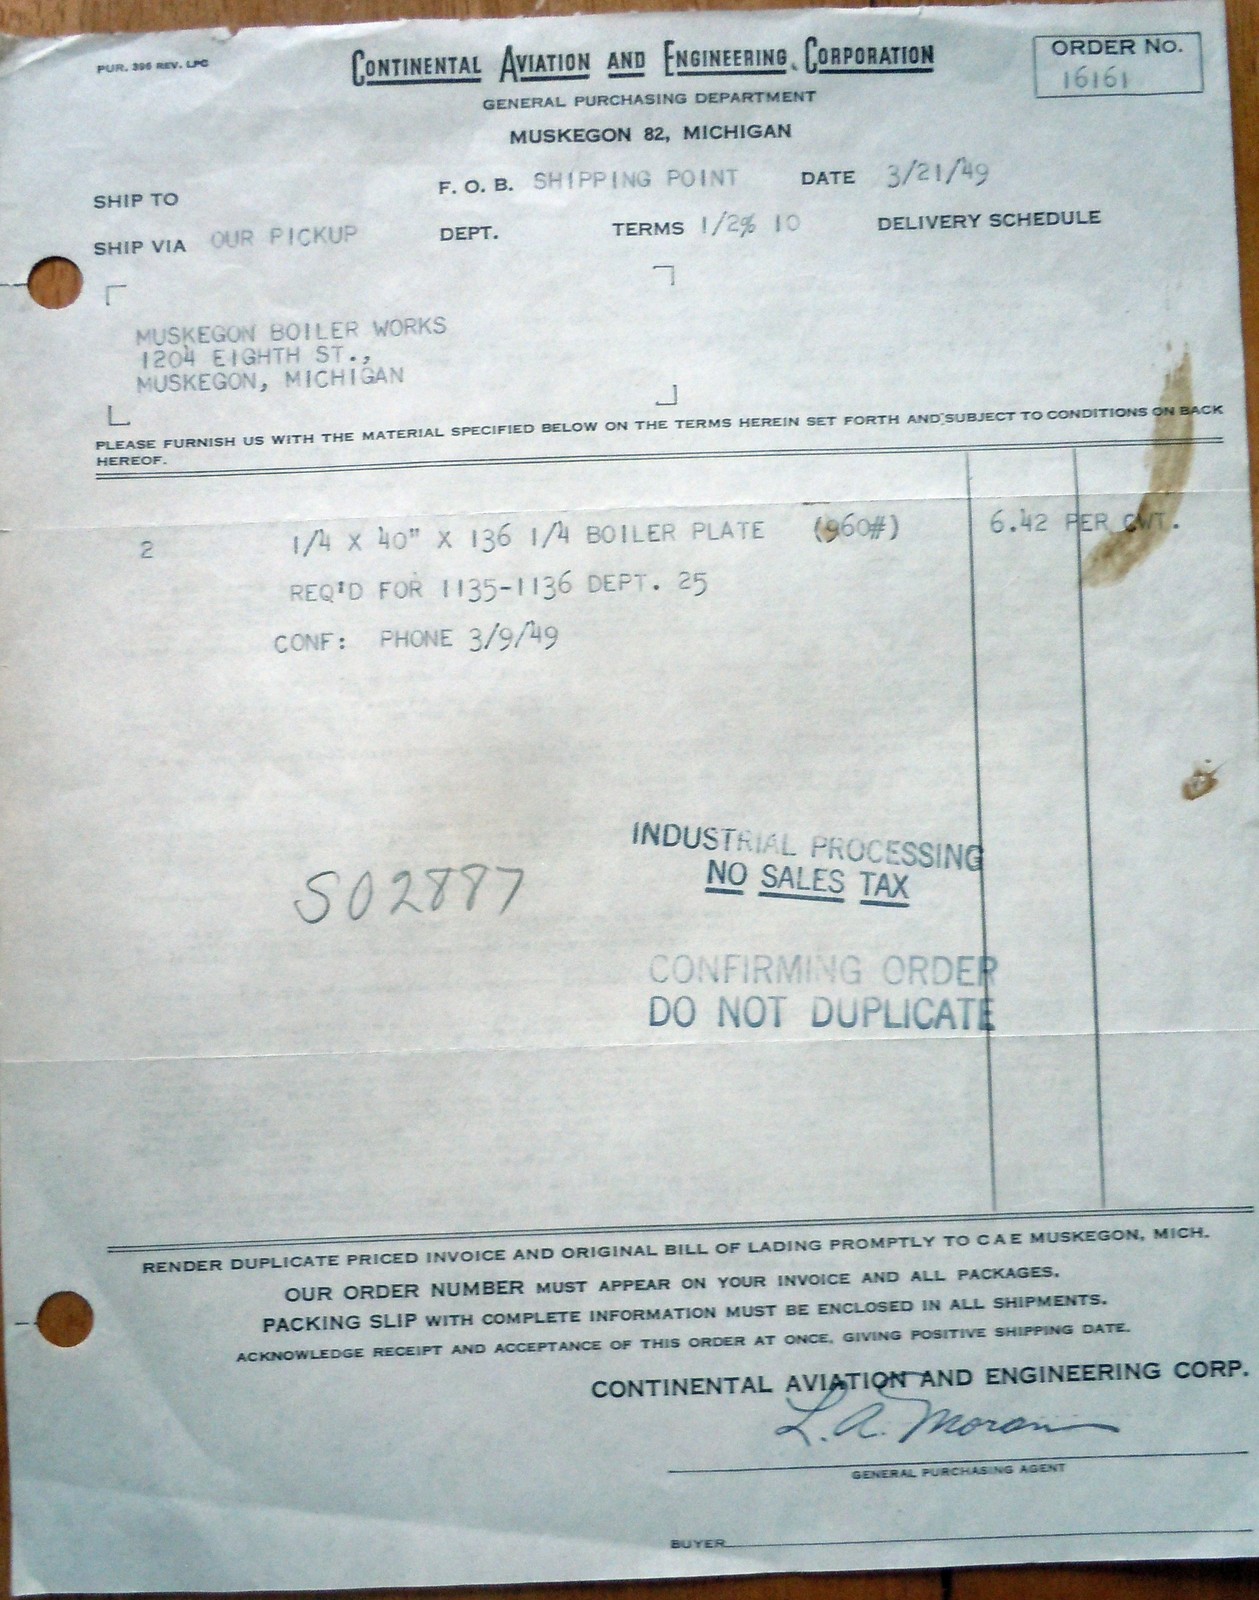 PUR. 396 REV. LPC
CONTINENTAL AVIATION AND ENGINEERING CORPORATION
ORDER NO.
16161
GENERAL PURCHASING DEPARTMENT
MUSKEGON 82, MICHIGAN
SHIP TO
F. O. B. SHIPPING POINT
DATE 3/21/49
SHIP VIA OUR PICKUP
DEPT.
TERMS 1/2% 10
DELIVERY SCHEDULE
MUSKEGON BOILER WORKS
1204 EIGHTH ST.,
MUSKEGON, MICHIGAN
PLEASE FURNISH US WITH THE MATERIAL SPECIFIED BELOW ON THE TERMS HEREIN SET FORTH AND SUBJECT TO CONDITIONS ON BACK
HEREOF.
2 1/4 X 40" X 136 1/4 BOILER PLATE (960#) 6.42 PER CWT.
REQ'D FOR 1135-1136 DEPT. 25
CONF: PHONE 3/9/49
INDUSTRIAL PROCESSING
NO SALES TAX
SO2887
CONFIRMING ORDER
DO NOT DUPLICATE
RENDER DUPLICATE PRICED INVOICE AND ORIGINAL BILL OF LADING PROMPTLY TO C A E MUSKEGON, MICH.
OUR ORDER NUMBER MUST APPEAR ON YOUR INVOICE AND ALL PACKAGES.
PACKING SLIP WITH COMPLETE INFORMATION MUST BE ENCLOSED IN ALL SHIPMENTS.
ACKNOWLEDGE RECEIPT AND ACCEPTANCE OF THIS ORDER AT ONCE, GIVING POSITIVE SHIPPING DATE.
CONTINENTAL AVIATION AND ENGINEERING CORP.
L. A. Moran
GENERAL PURCHASING AGENT
BUYER